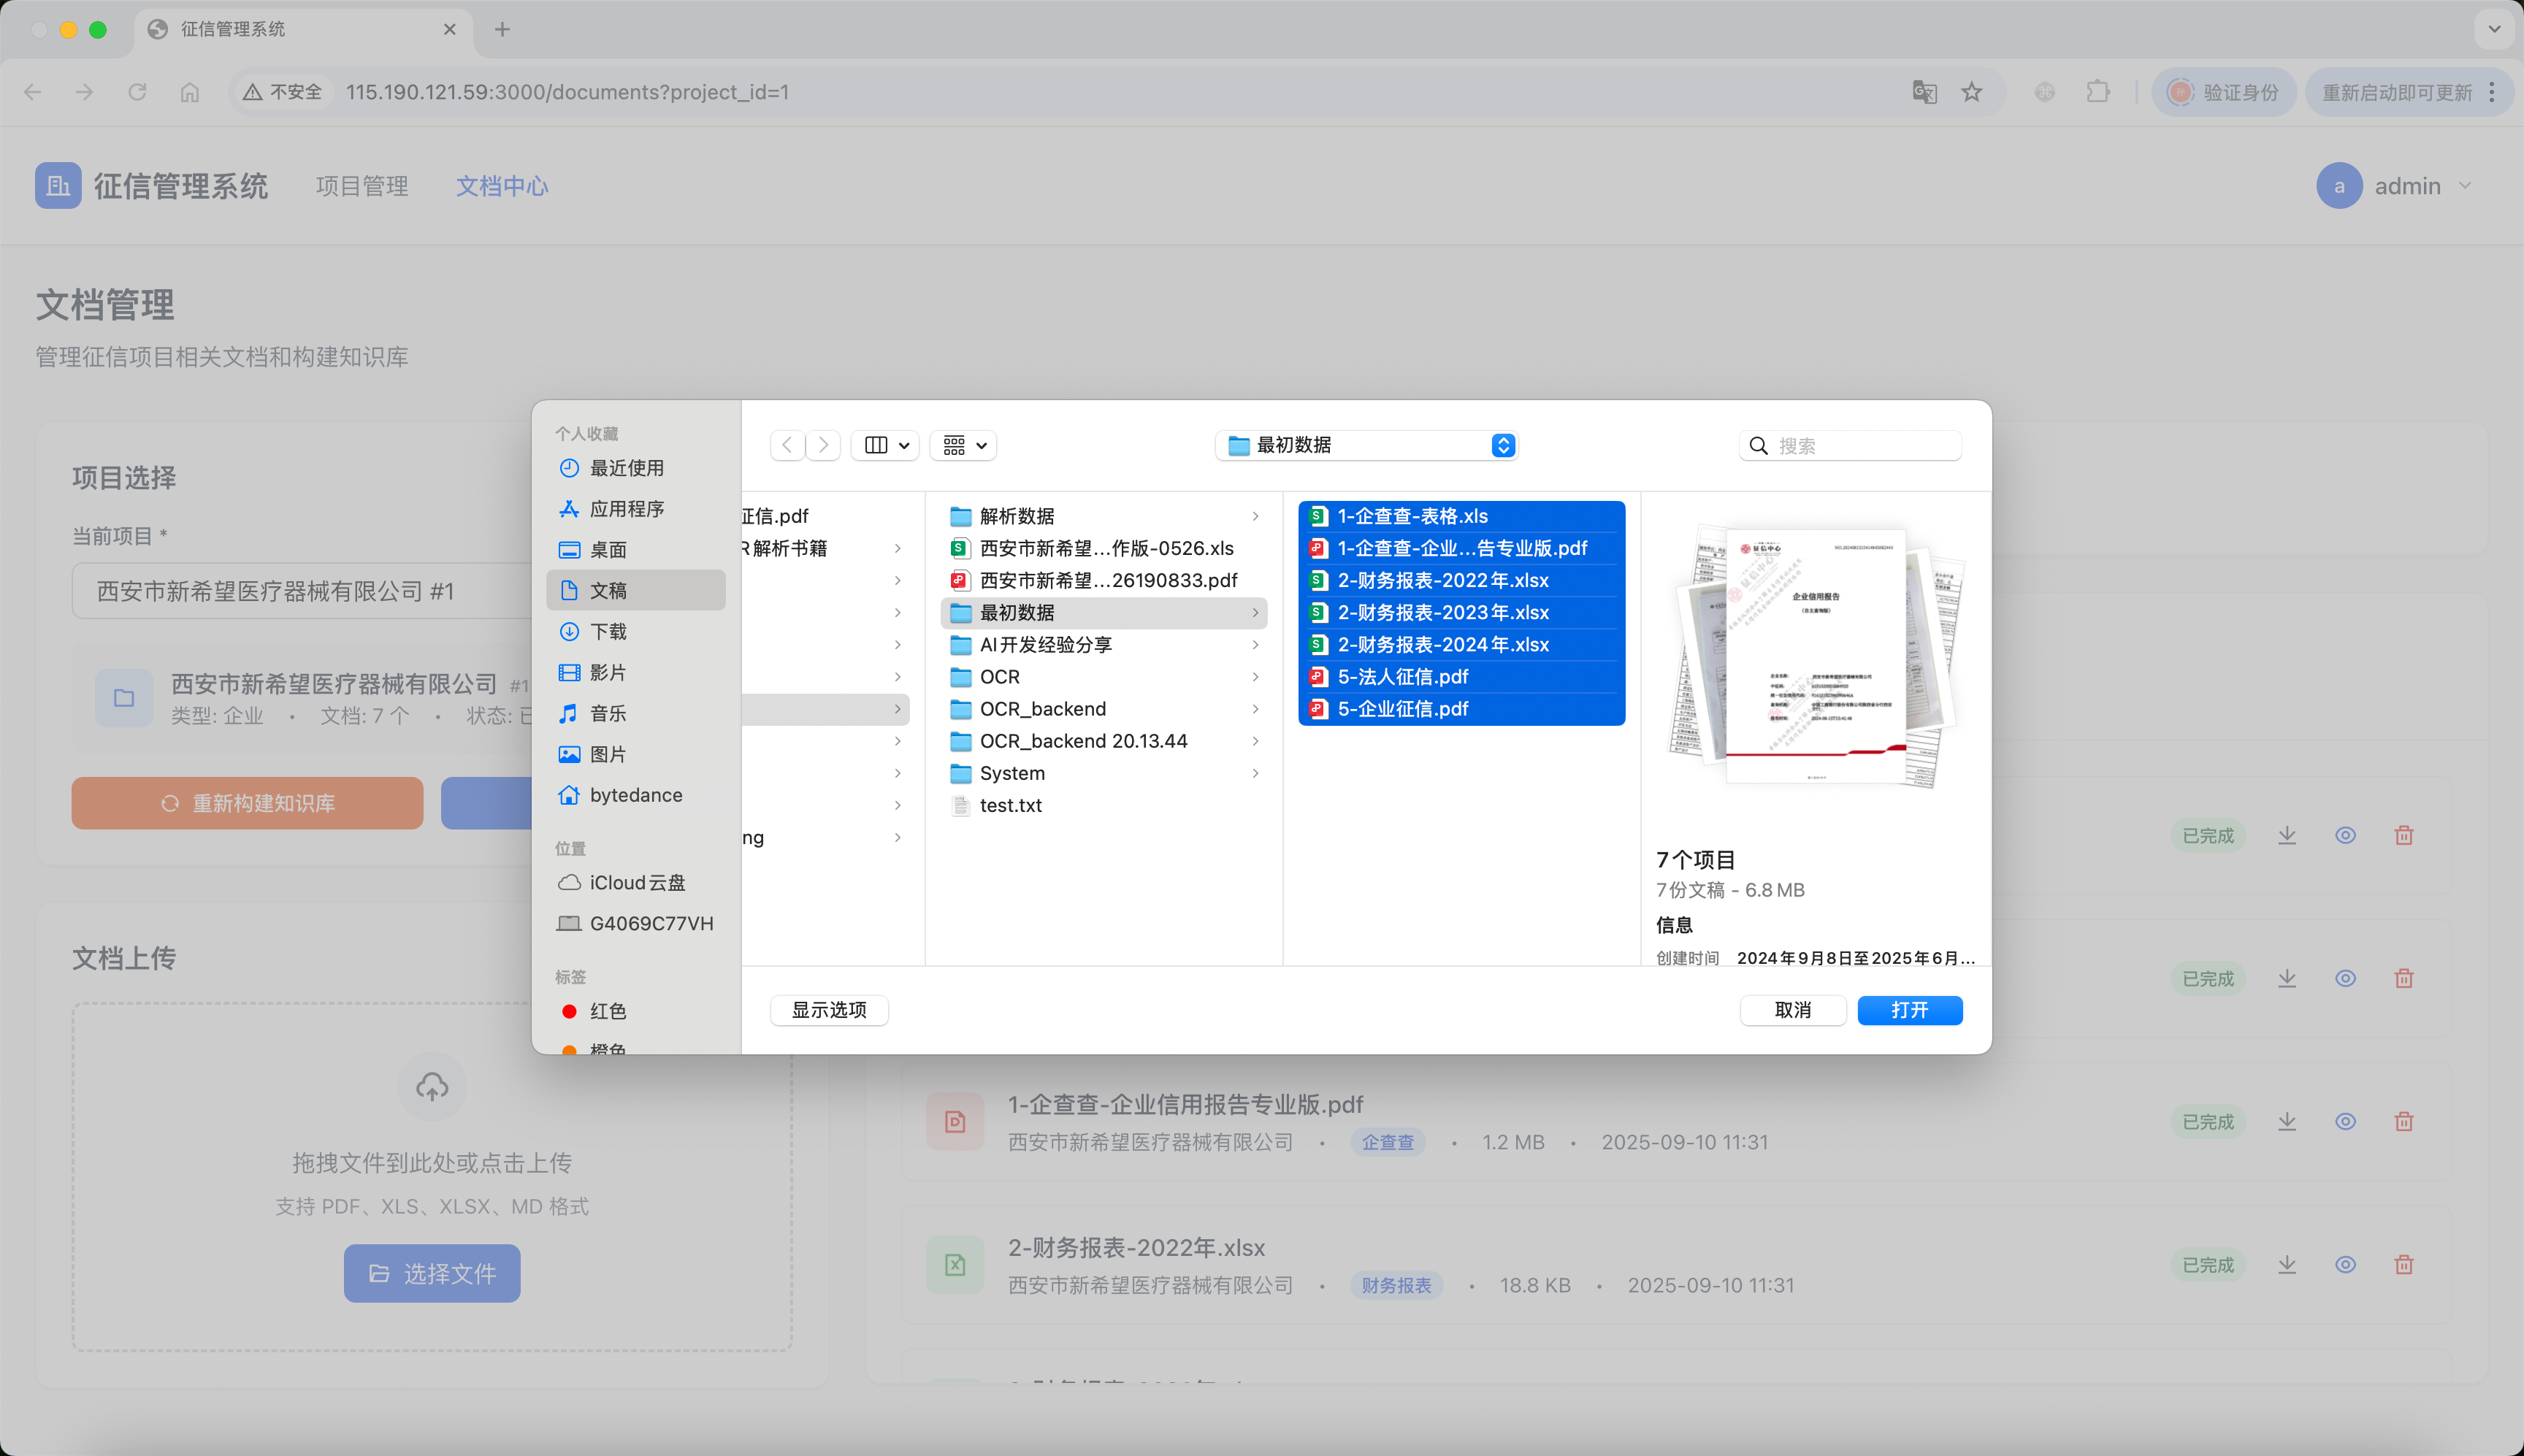 征信管理系统
不安全
115.190.121.59:3000/documents?project_id=1
验证身份
重新启动即可更新
征信管理系统
项目管理
文档中心
a
admin
文档管理
管理征信项目相关文档和构建知识库
项目选择
当前项目 *
西安市新希望医疗器械有限公司 #1
西安市新希望医疗器械有限公司 #1
类型: 企业 • 文档: 7 个 • 状态: 已
重新构建知识库
文档上传
拖拽文件到此处或点击上传
支持 PDF、XLS、XLSX、MD 格式
选择文件
个人收藏
最近使用
应用程序
桌面
文稿
下载
影片
音乐
图片
bytedance
位置
iCloud云盘
G4069C77VH
标签
红色
橙色
最初数据
搜索
征信.pdf
R解析书籍
ng
解析数据
西安市新希望...作版-0526.xls
西安市新希望...26190833.pdf
最初数据
AI开发经验分享
OCR
OCR_backend
OCR_backend 20.13.44
System
test.txt
1-企查查-表格.xls
1-企查查-企业...告专业版.pdf
2-财务报表-2022年.xlsx
2-财务报表-2023年.xlsx
2-财务报表-2024年.xlsx
5-法人征信.pdf
5-企业征信.pdf
征信中心
企业信用报告
(自主查询版)
7个项目
7份文稿 - 6.8 MB
信息
创建时间 2024年9月8日至2025年6月...
显示选项
取消
打开
已完成
已完成
1-企查查-企业信用报告专业版.pdf
西安市新希望医疗器械有限公司 • 企查查 • 1.2 MB • 2025-09-10 11:31
已完成
2-财务报表-2022年.xlsx
西安市新希望医疗器械有限公司 • 财务报表 • 18.8 KB • 2025-09-10 11:31
已完成